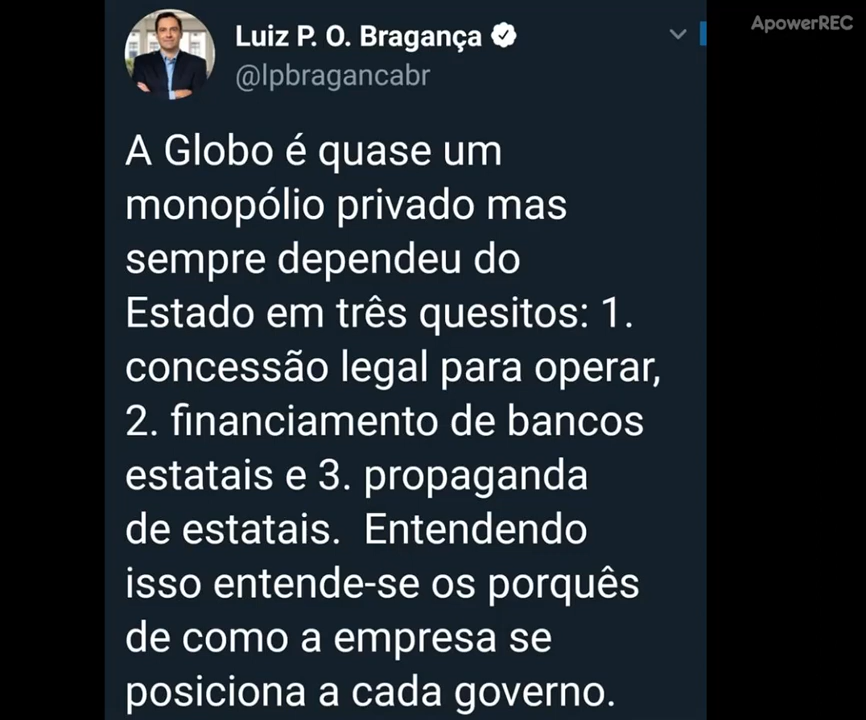 ApowerREC
Luiz P. O. Bragança
@lpbragancabr
A Globo é quase um
monopólio privado mas
sempre dependeu do
Estado em três quesitos: 1.
concessão legal para operar,
2. financiamento de bancos
estatais e 3. propaganda
de estatais. Entendendo
isso entende-se os porquês
de como a empresa se
posiciona a cada governo.